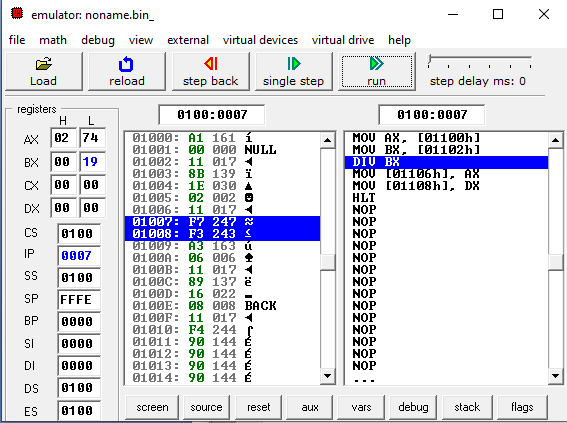 emulator: noname.bin_
file math debug view external virtual devices virtual drive help
Load reload step back single step run step delay ms: 0
registers
H L
AX 02 74
BX 00 19
CX 00 00
DX 00 00
CS 0100
IP 0007
SS 0100
SP FFFE
BP 0000
SI 0000
DI 0000
DS 0100
ES 0100
0100:0007
01000: A1 161 í
01001: 00 000 NULL
01002: 11 017 ◄
01003: 8B 139 ï
01004: 1E 030 ▲
01005: 02 002 ☻
01006: 11 017 ◄
01007: F7 247 ≈
01008: F3 243 ≤
01009: A3 163 ú
0100A: 06 006 ♠
0100B: 11 017 ◄
0100C: 89 137 ë
0100D: 16 022 ▬
0100E: 08 008 BACK
0100F: 11 017 ◄
01010: F4 244 ⌠
01011: 90 144 É
01012: 90 144 É
01013: 90 144 É
01014: 90 144 É
0100:0007
MOV AX, [01100h]
MOV BX, [01102h]
DIV BX
MOV [01106h], AX
MOV [01108h], DX
HLT
NOP
NOP
NOP
NOP
NOP
NOP
NOP
NOP
NOP
NOP
NOP
NOP
NOP
NOP
...
screen source reset aux vars debug stack flags